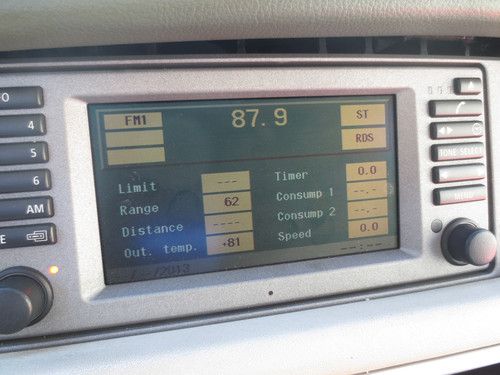 FM1 87.9 ST
RDS
Limit ---
Range 62
Distance ----
Out. temp. +81
Timer 0.0
Consump 1 --.-
Consump 2 --.-
Speed 0.0
--:--
4
5
6
AM
TONE SELECT
MENU